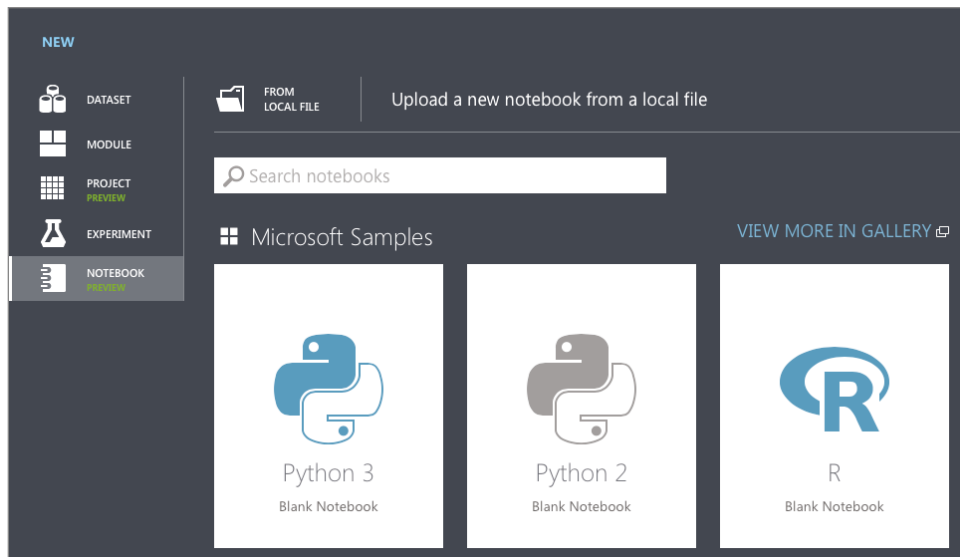 NEW
DATASET
MODULE
PROJECT
PREVIEW
EXPERIMENT
NOTEBOOK
PREVIEW
FROM
LOCAL FILE
Upload a new notebook from a local file
Search notebooks
Microsoft Samples
VIEW MORE IN GALLERY
Python 3
Blank Notebook
Python 2
Blank Notebook
R
R
Blank Notebook